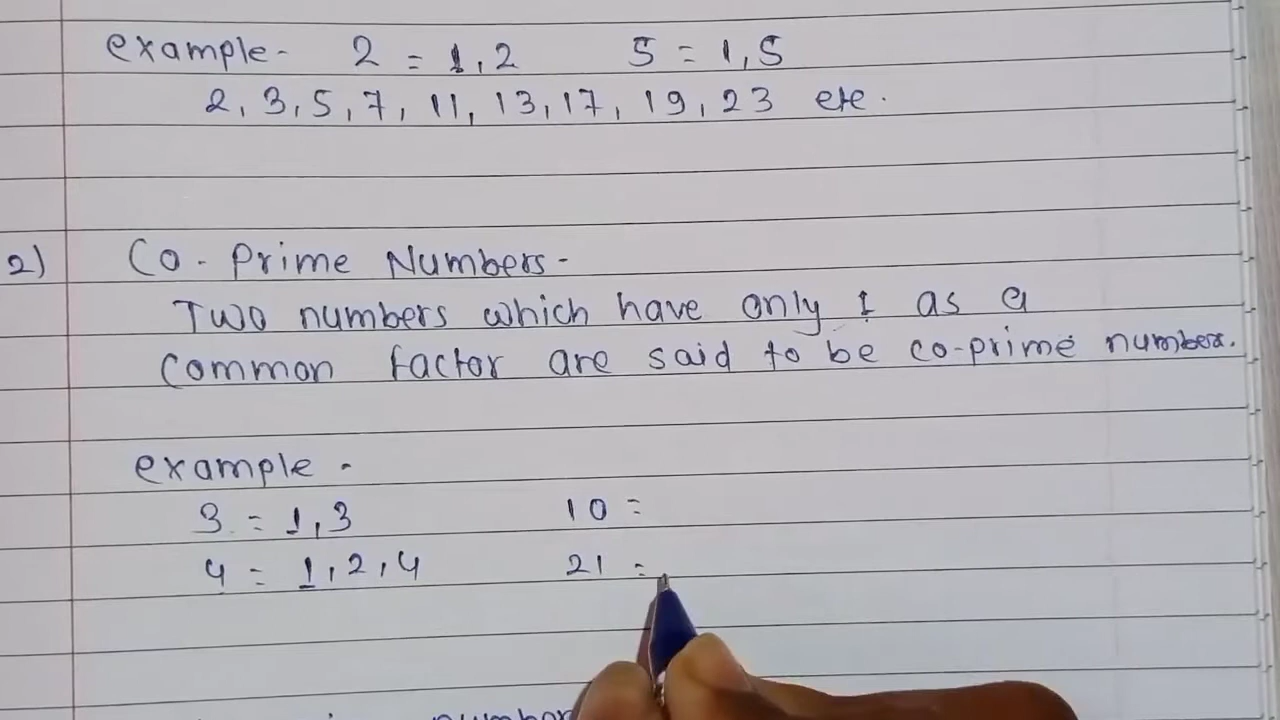 example- 2 = 1,2 5 = 1,5
2, 3, 5, 7, 11, 13, 17, 19, 23 etc.
2) Co-Prime Numbers-
Two numbers which have only 1 as a
common factor are said to be co-prime number.
example -
3 = 1,3 10 =
4 = 1,2,4 21 =